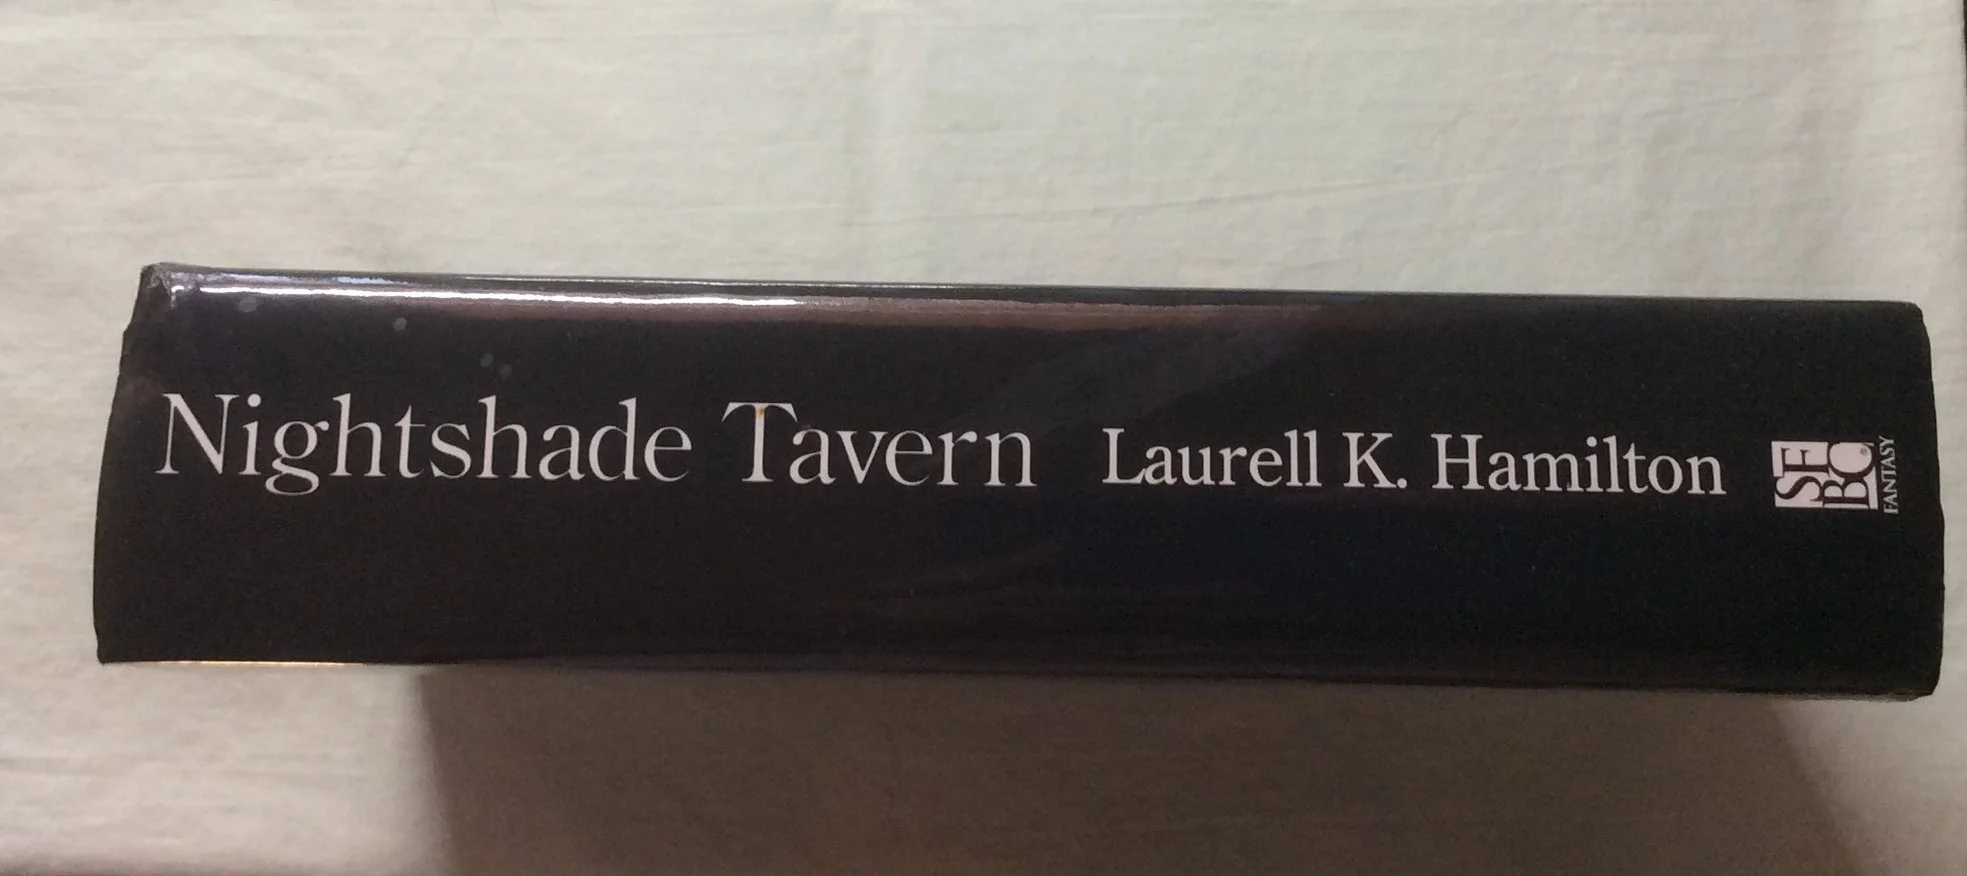 Nightshade Tavern Laurell K. Hamilton
SF
BC®
FANTASY